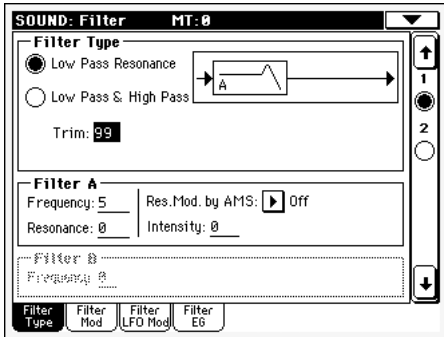 SOUND: Filter MT:0
Filter Type
Low Pass Resonance
A
Low Pass & High Pass
Trim: 99
1
2
Filter A
Frequency: 5
Res.Mod. by AMS: Off
Resonance: 0
Intensity: 0
Filter B
Frequency 0
Filter Type
Filter Mod
Filter LFO Mod
Filter EG